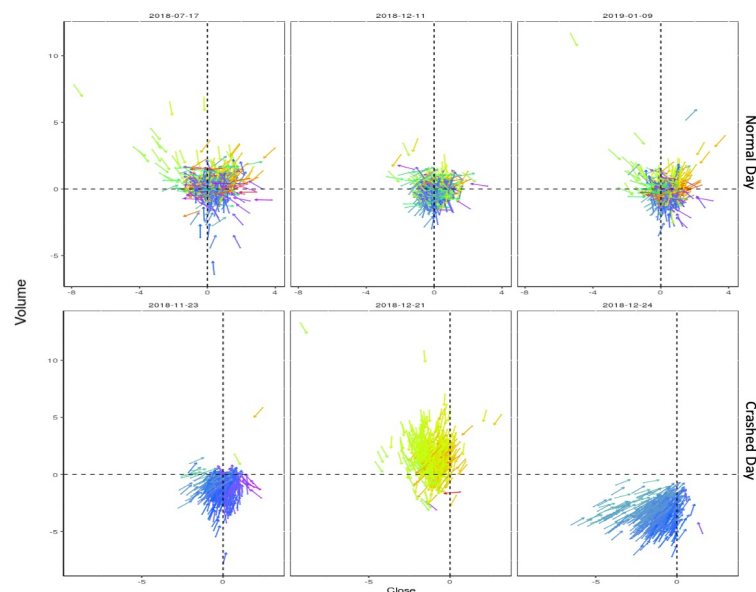 2018-07-17 2018-12-11 2019-01-09
10
5
0
-5
Normal Day
-8 -4 0 4 -8 -4 0 4 -8 -4 0 4
Volume
2018-11-23 2018-12-21 2018-12-24
10
5
0
-5
Crashed Day
-5 0 -5 0 -5 0
Close